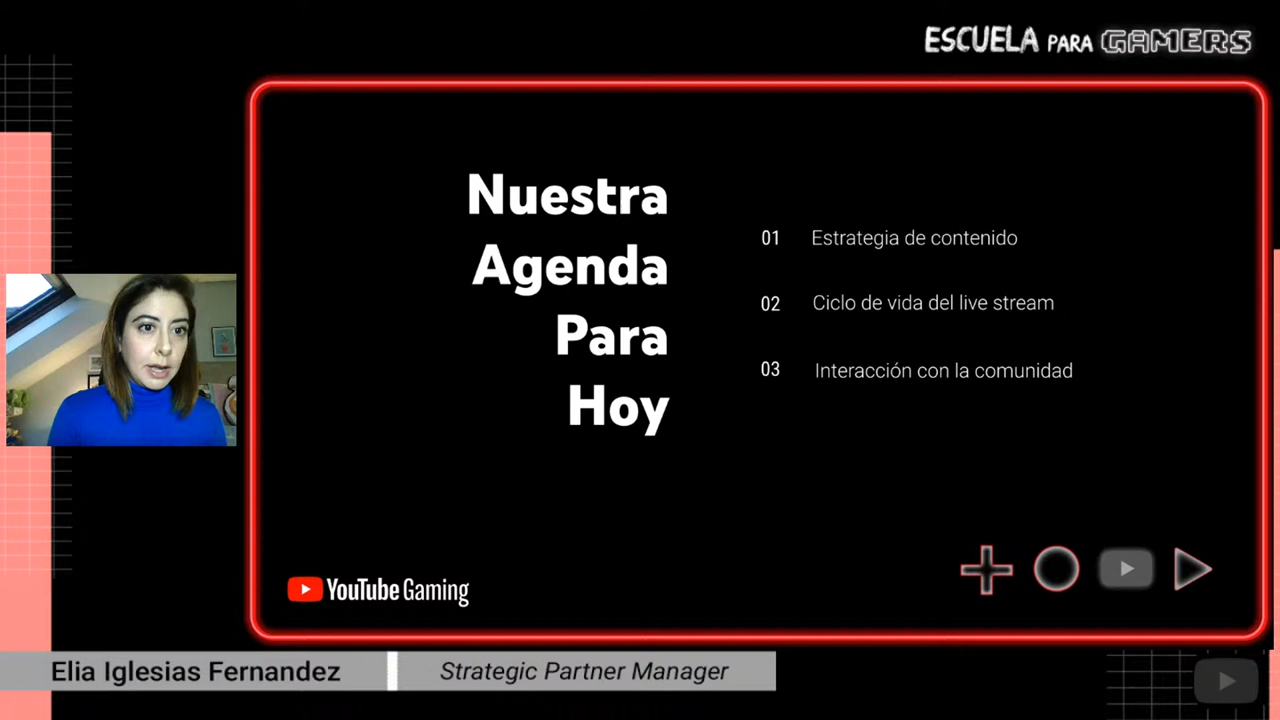 ESCUELA PARA GAMERS
Nuestra
Agenda
Para
Hoy
01 Estrategia de contenido
02 Ciclo de vida del live stream
03 Interacción con la comunidad
YouTube Gaming
Elia Iglesias Fernandez Strategic Partner Manager